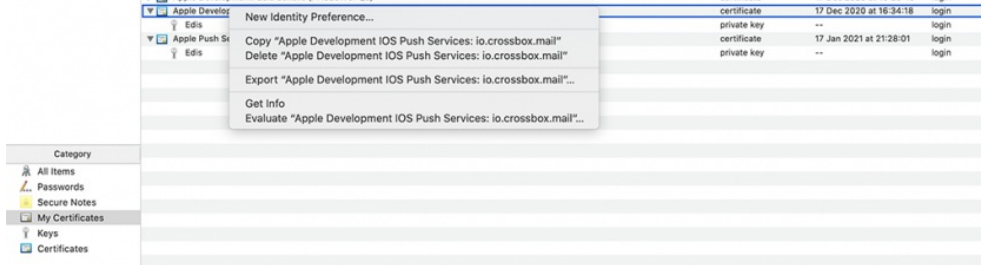 Apple Develop certificate 17 Dec 2020 at 16:34:18 login
Edis private key -- login
Apple Push Se certificate 17 Jan 2021 at 21:28:01 login
Edis private key -- login
New Identity Preference...
Copy “Apple Development IOS Push Services: io.crossbox.mail”
Delete “Apple Development IOS Push Services: io.crossbox.mail”
Export “Apple Development IOS Push Services: io.crossbox.mail”...
Get Info
Evaluate “Apple Development IOS Push Services: io.crossbox.mail”...
Category
All Items
Passwords
Secure Notes
My Certificates
Keys
Certificates